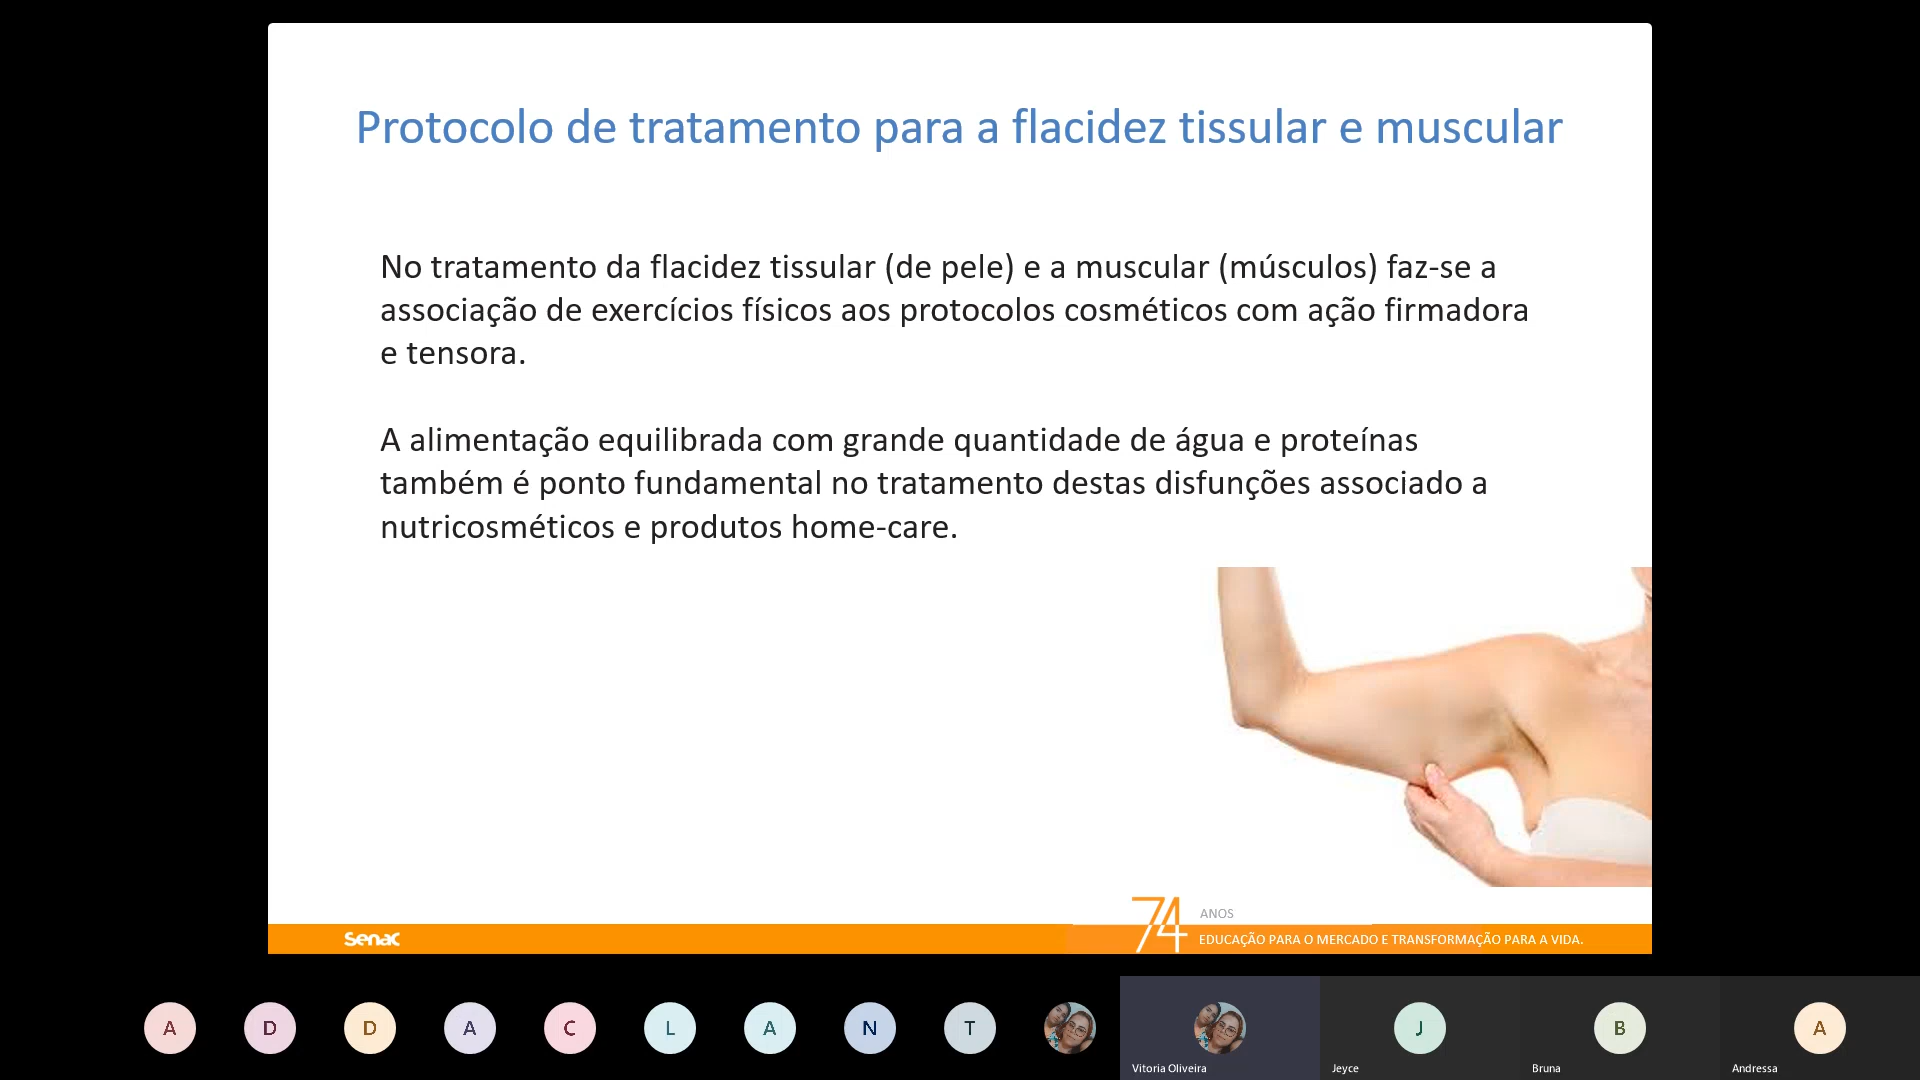 Protocolo de tratamento para a flacidez tissular e muscular
No tratamento da flacidez tissular (de pele) e a muscular (músculos) faz-se a
associação de exercícios físicos aos protocolos cosméticos com ação firmadora
e tensora.
A alimentação equilibrada com grande quantidade de água e proteínas
também é ponto fundamental no tratamento destas disfunções associado a
nutricosméticos e produtos home-care.
senac
74 ANOS
EDUCAÇÃO PARA O MERCADO E TRANSFORMAÇÃO PARA A VIDA.
A D D A C L A N T J B A
Vitoria Oliveira Jeyce Bruna Andressa